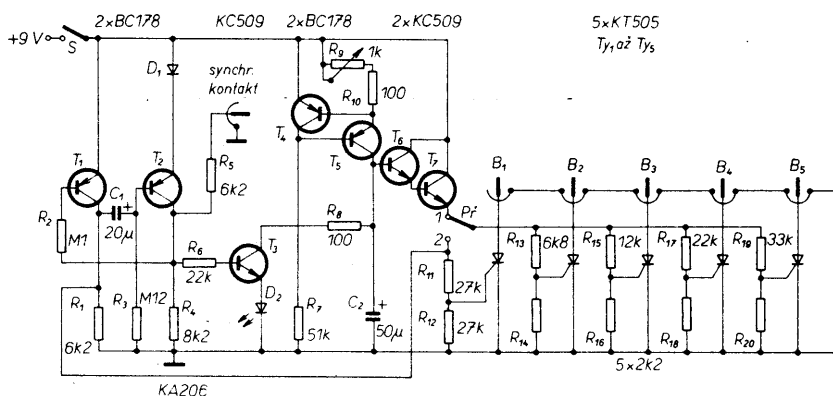 2×BC178 KC509 2×BC178 2×KC509 5×KT505
Ty1 až Ty5
+9 V
S
D1
synchr.
kontakt
R9 1k
R10 100
T1
T2
R5
6k2
T4
T5
T6
T7
B1 B2 B3 B4 B5
C1 +
20μ
R2
M1
R6
22k
T3
R8
100
1 Př
2
R13 6k8
R15 12k
R17 22k
R19 33k
R11
27k
R12
27k
D2
R1
6k2
R3 M12
R4
8k2
R7
51k
C2 +
50μ
R14
R16
R18
R20
5×2k2
KA206